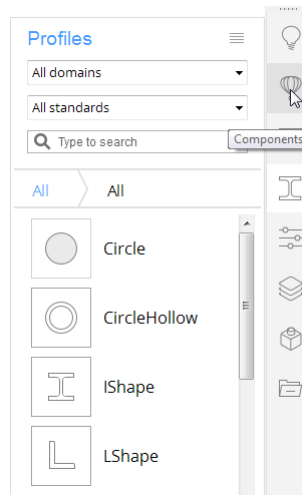 Profiles
All domains
All standards
Type to search
Components
All All
Circle
CircleHollow
IShape
LShape